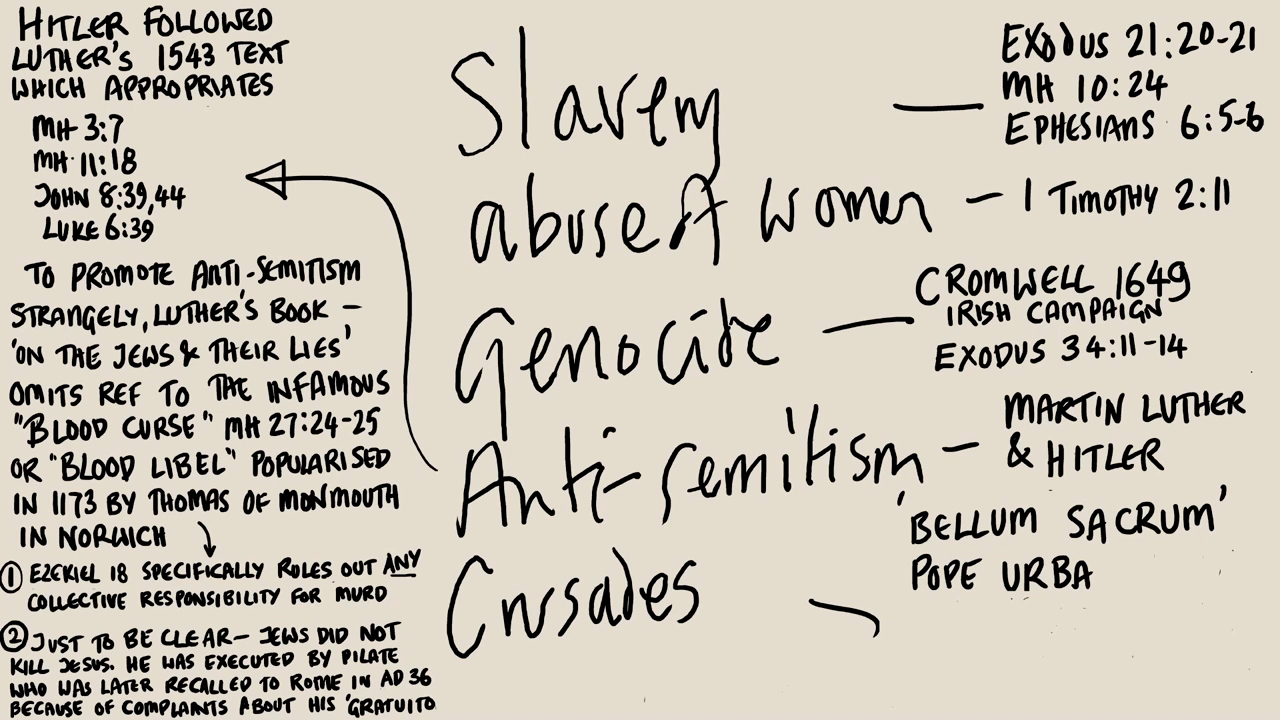 HITLER FOLLOWED
LUTHER'S 1543 TEXT
WHICH APPROPRIATES
MH 3:7
MH 11:18
JOHN 8:39,44
LUKE 6:39
TO PROMOTE ANTI-SEMITISM
STRANGELY, LUTHER'S BOOK –
'ON THE JEWS & THEIR LIES'
OMITS REF TO THE INFAMOUS
"BLOOD CURSE" MH 27:24-25
OR "BLOOD LIBEL" POPULARISED
IN 1173 BY THOMAS OF MONMOUTH
IN NORWICH
① EZEKIEL 18 SPECIFICALLY RULES OUT ANY
COLLECTIVE RESPONSIBILITY FOR MURD
② JUST TO BE CLEAR – JEWS DID NOT
KILL JESUS. HE WAS EXECUTED BY PILATE
WHO WAS LATER RECALLED TO ROME IN AD 36
BECAUSE OF COMPLAINTS ABOUT HIS 'GRATUITO
Slavery
abuse of women
Genocide
Anti-semitism
Crusades
EXODUS 21:20-21
MH 10:24
EPHESIANS 6:5-6
– 1 TIMOTHY 2:11
CROMWELL 1649
IRISH CAMPAIGN
EXODUS 34:11-14
– MARTIN LUTHER
& HITLER
'BELLUM SACRUM'
POPE URBA